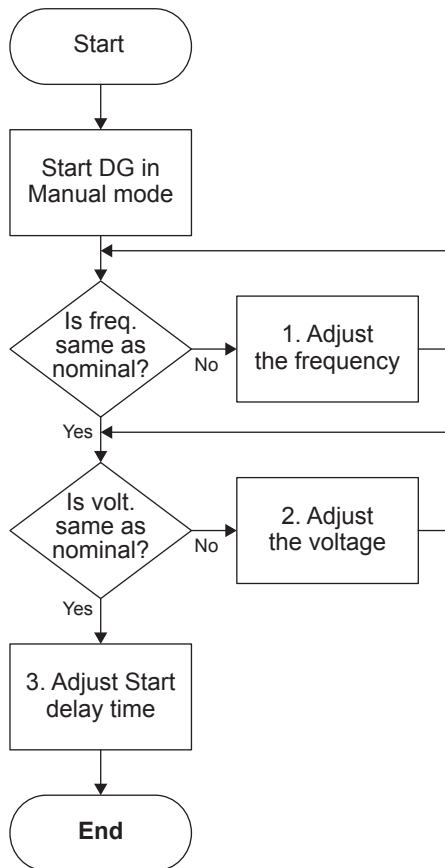 Start
Start DG in
Manual mode
Is freq.
same as
nominal?
No
1. Adjust
the frequency
Yes
Is volt.
same as
nominal?
No
2. Adjust
the voltage
Yes
3. Adjust Start
delay time
End